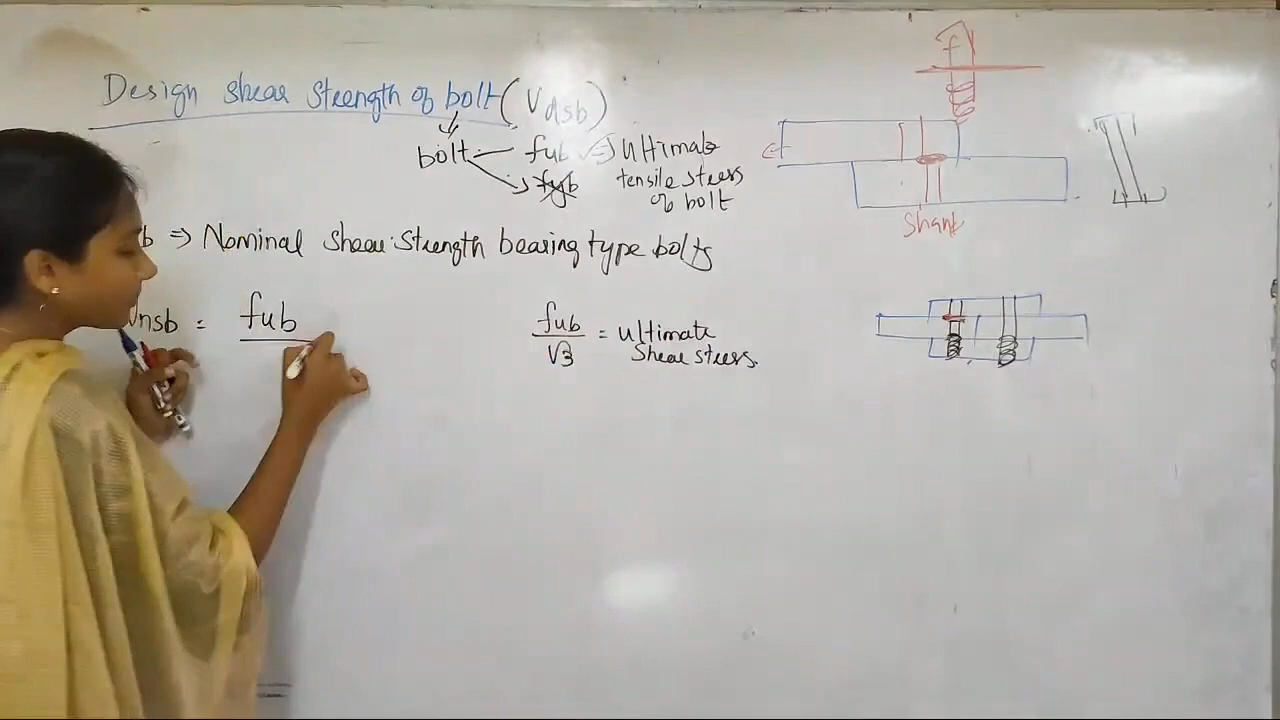 Design shear strength of bolt (Vdsb)
bolt fub => Ultimate
fyb tensile stress
of bolt
b => Nominal Shear Strength bearing type bolts
Vnsb = fub
fub / √3 = Ultimate
Shear stress
f
Shank